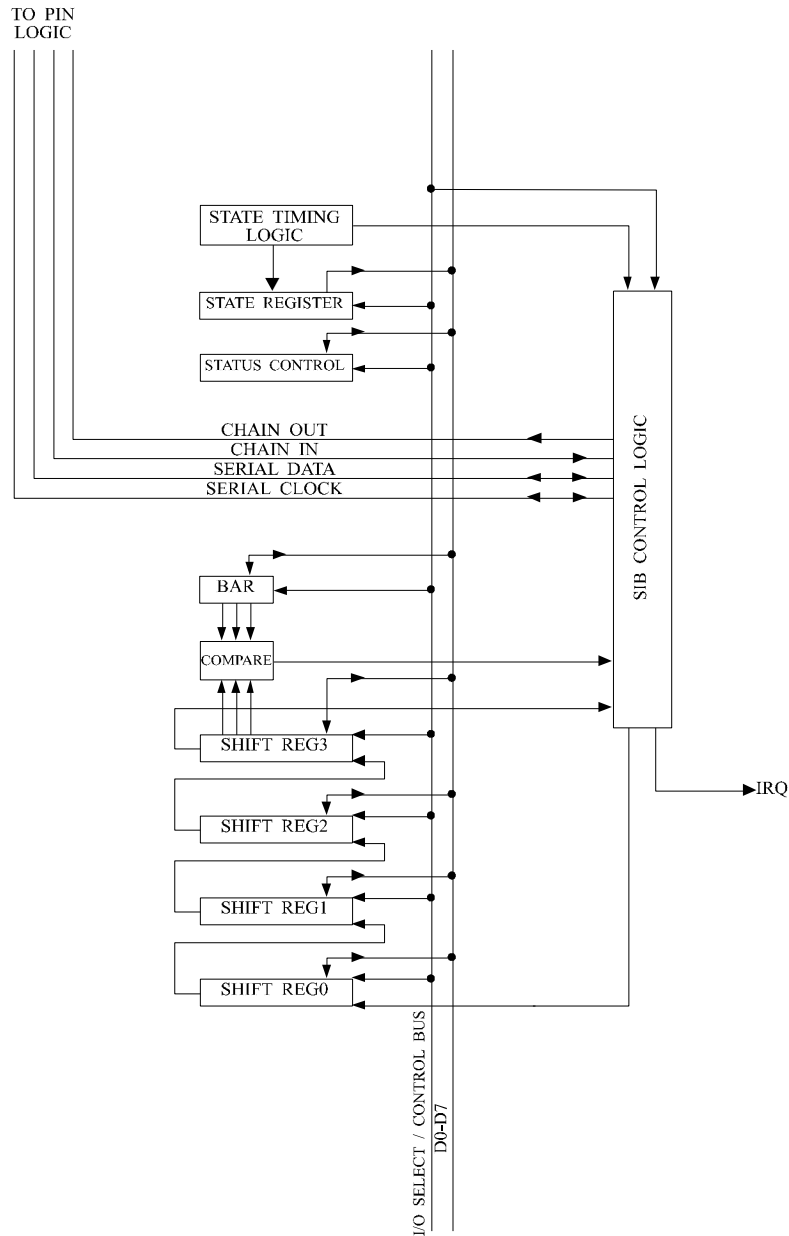 TO PIN
LOGIC
STATE TIMING
LOGIC
STATE REGISTER
STATUS CONTROL
CHAIN OUT
CHAIN IN
SERIAL DATA
SERIAL CLOCK
SIB CONTROL LOGIC
BAR
COMPARE
SHIFT REG3
IRQ
SHIFT REG2
SHIFT REG1
SHIFT REG0
I/O SELECT / CONTROL BUS
D0-D7